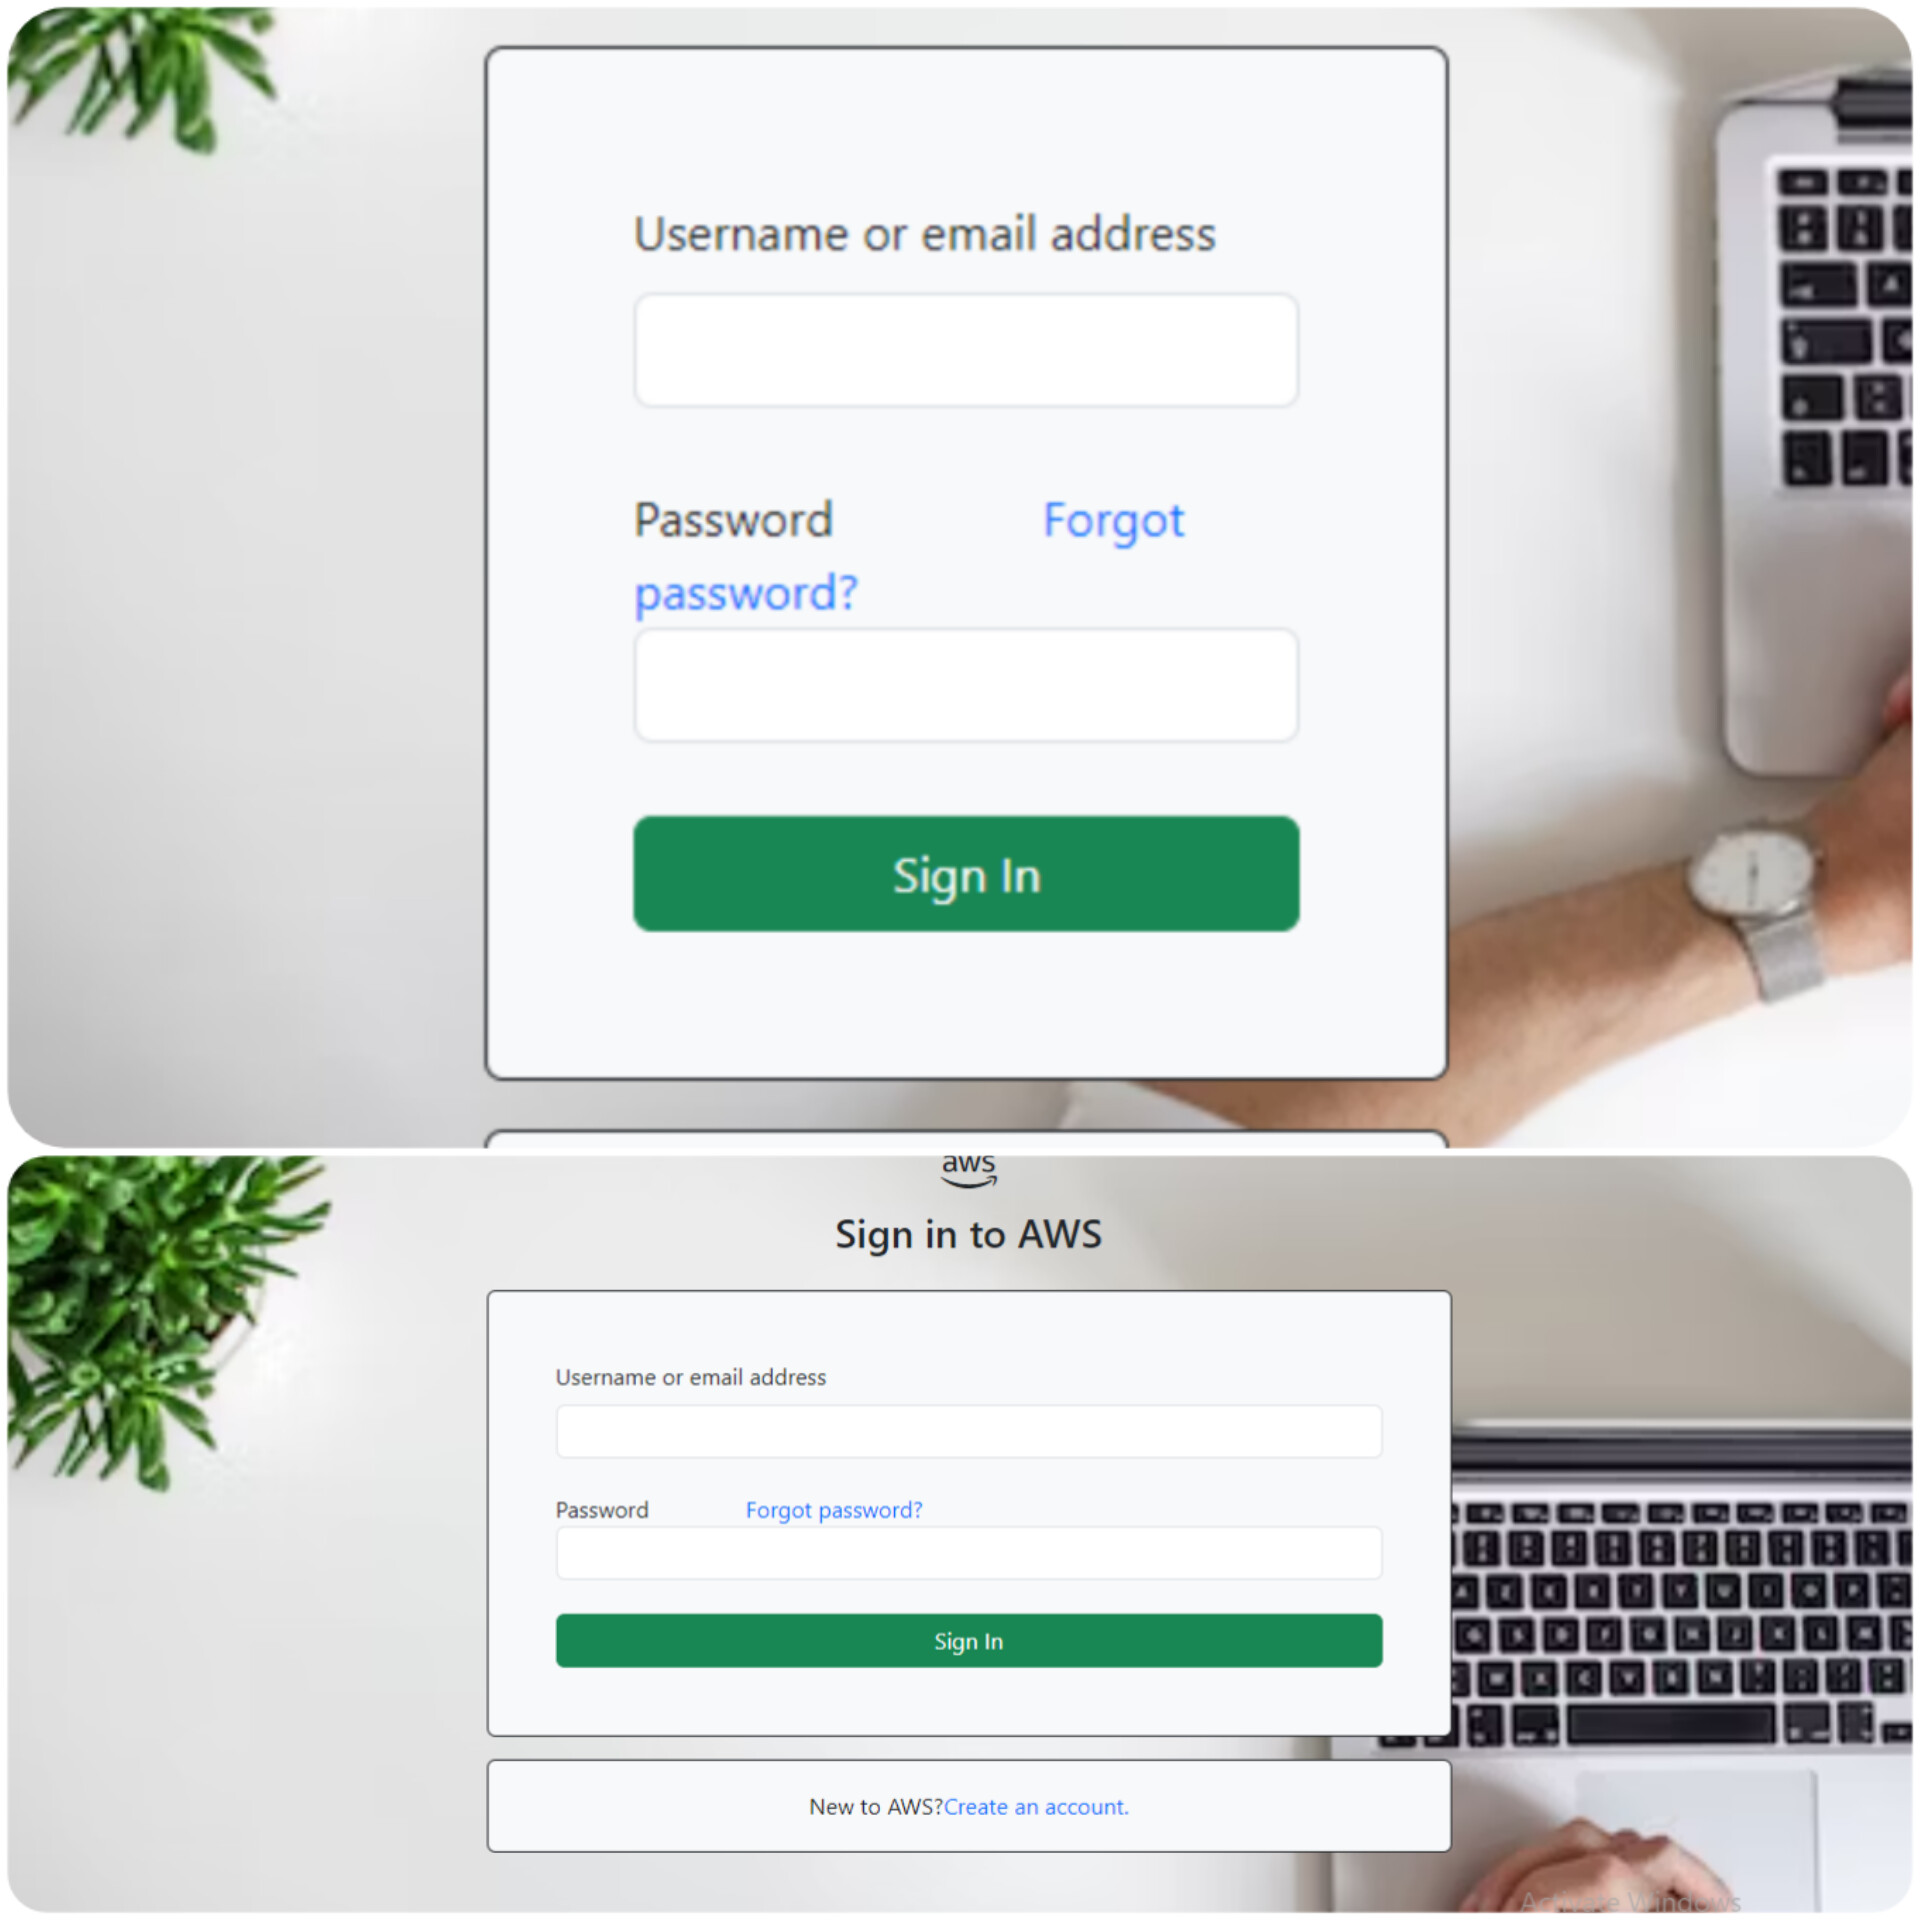 Username or email address
Password Forgot
password?
Sign In
aws
Sign in to AWS
Username or email address
Password Forgot password?
Sign In
New to AWS?Create an account.
Activate Windows